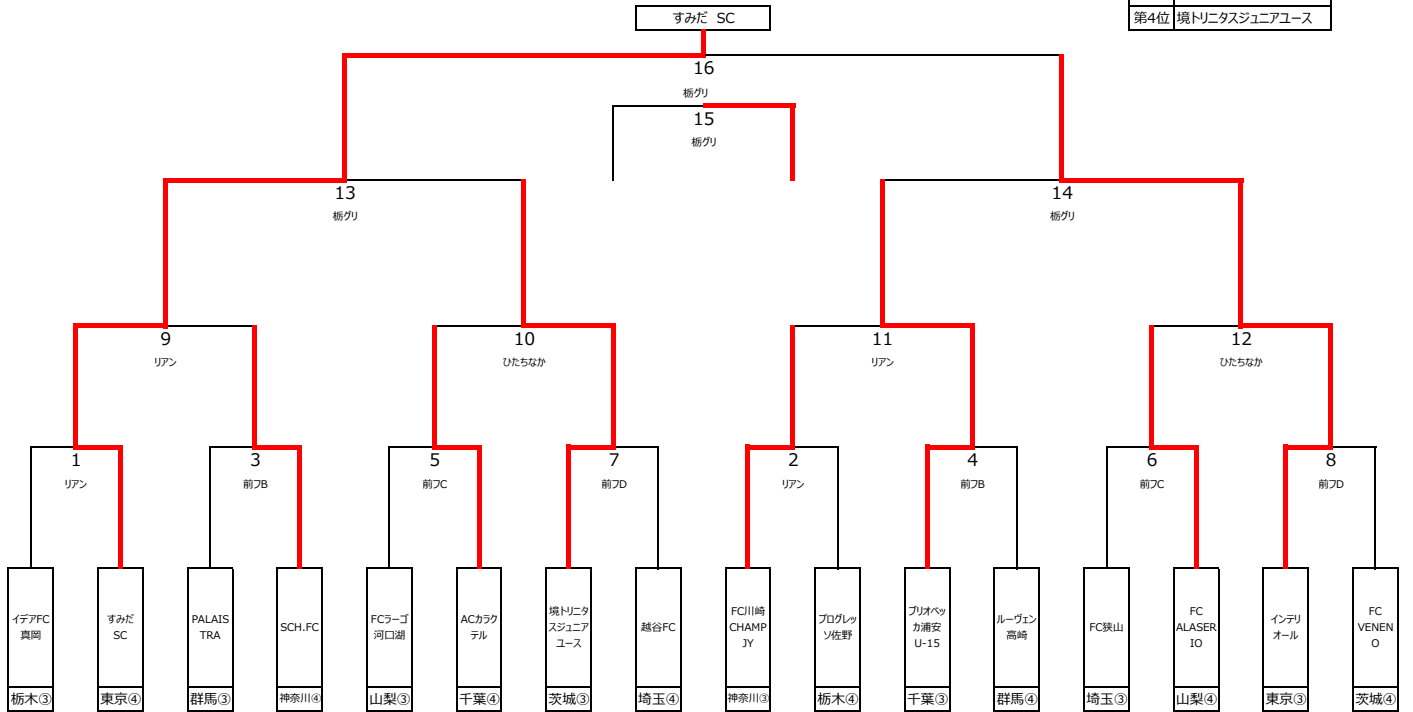 すみだ SC
第4位 境トリニタスジュニアユース
16
栃グリ
15
栃グリ
13
栃グリ
14
栃グリ
9
リアン
10
ひたちなか
11
リアン
12
ひたちなか
1
リアン
3
前フB
5
前フC
7
前フD
2
リアン
4
前フB
6
前フC
8
前フD
イデアFC
真岡
すみだ
SC
PALAIS
TRA
SCH.FC
FCラーゴ
河口湖
ACカラク
テル
境トリニタ
スジュニア
ユース
越谷FC
FC川崎
CHAMP
JY
プログレッ
ソ佐野
ブリオベッ
カ浦安
U-15
ルーヴェン
高崎
FC狭山
FC
ALASER
IO
インテリ
オール
FC
VENEN
O
栃木③ 東京④ 群馬③ 神奈川④ 山梨③ 千葉④ 茨城③ 埼玉④ 神奈川③ 栃木④ 千葉③ 群馬④ 埼玉③ 山梨④ 東京③ 茨城④